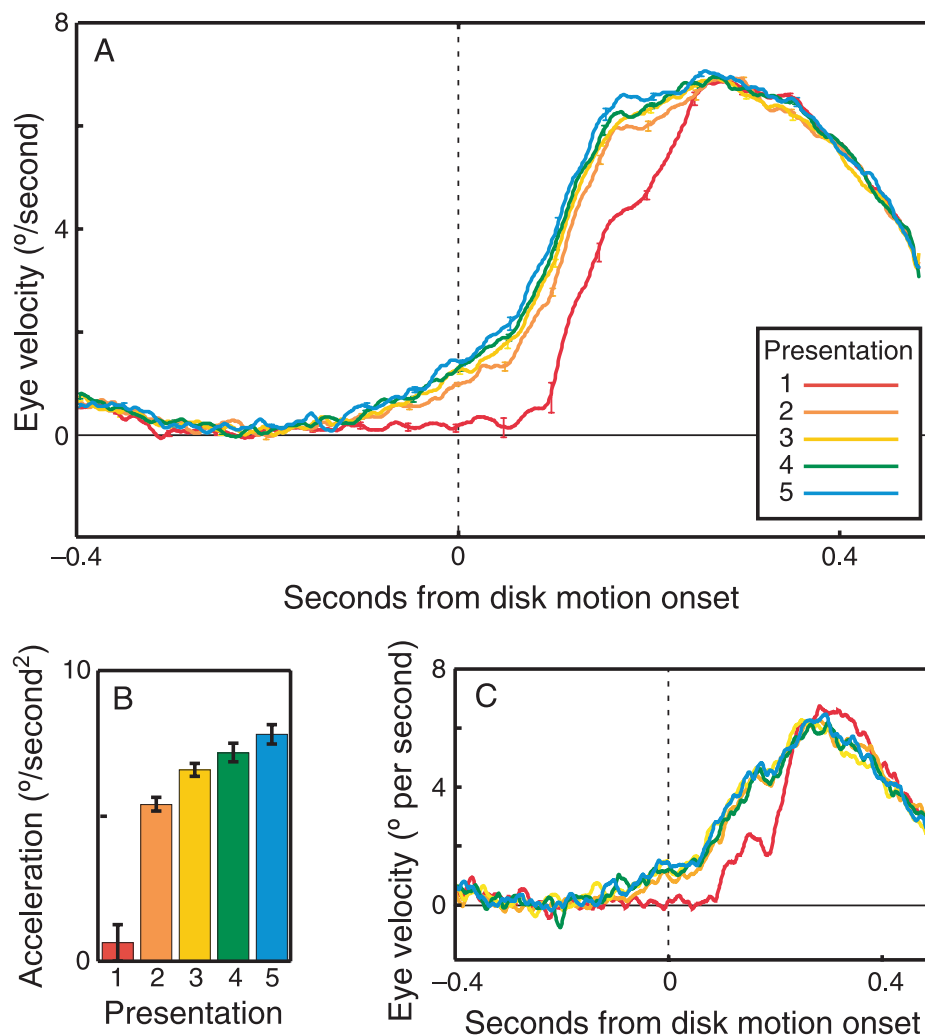 A
8
4
0
Eye velocity (º/second)
–0.4
0
0.4
Seconds from disk motion onset
Presentation
1
2
3
4
5
B
10
0
Acceleration (º/second²)
1 2 3 4 5
Presentation
C
8
4
0
Eye velocity (º per second)
–0.4
0
0.4
Seconds from disk motion onset